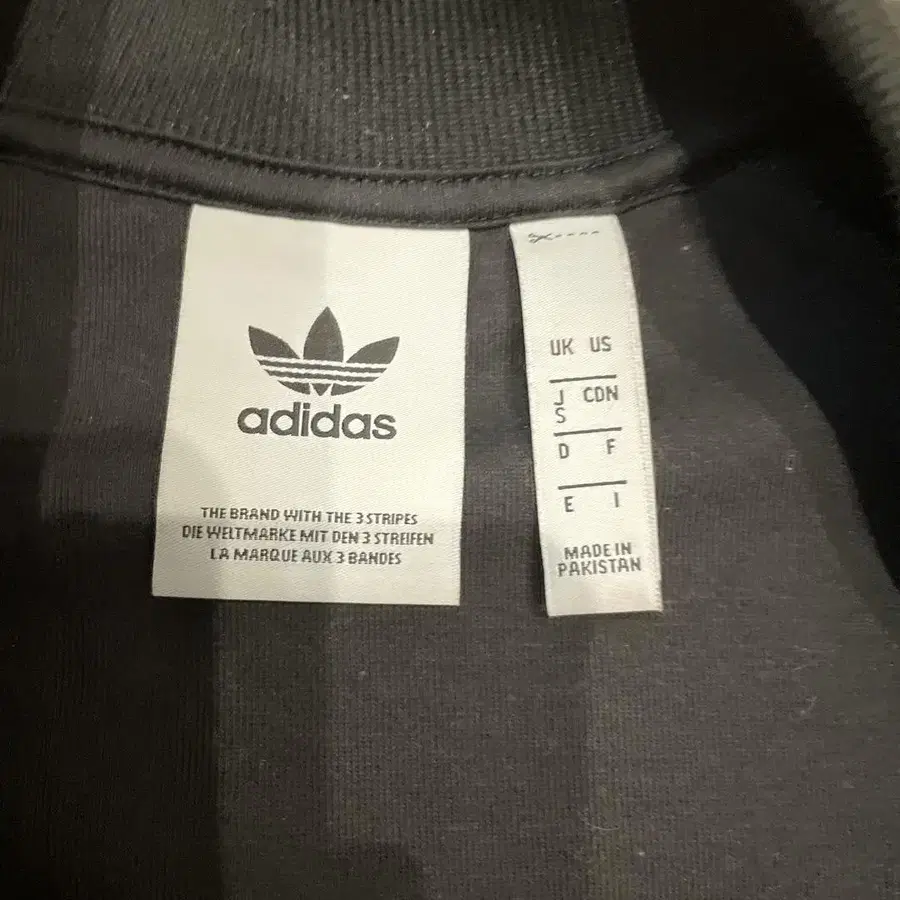 adidas
THE BRAND WITH THE 3 STRIPES
DIE WELTMARKE MIT DEN 3 STREIFEN
LA MARQUE AUX 3 BANDES
UK US
J CDN
S
D F
E I
MADE IN
PAKISTAN